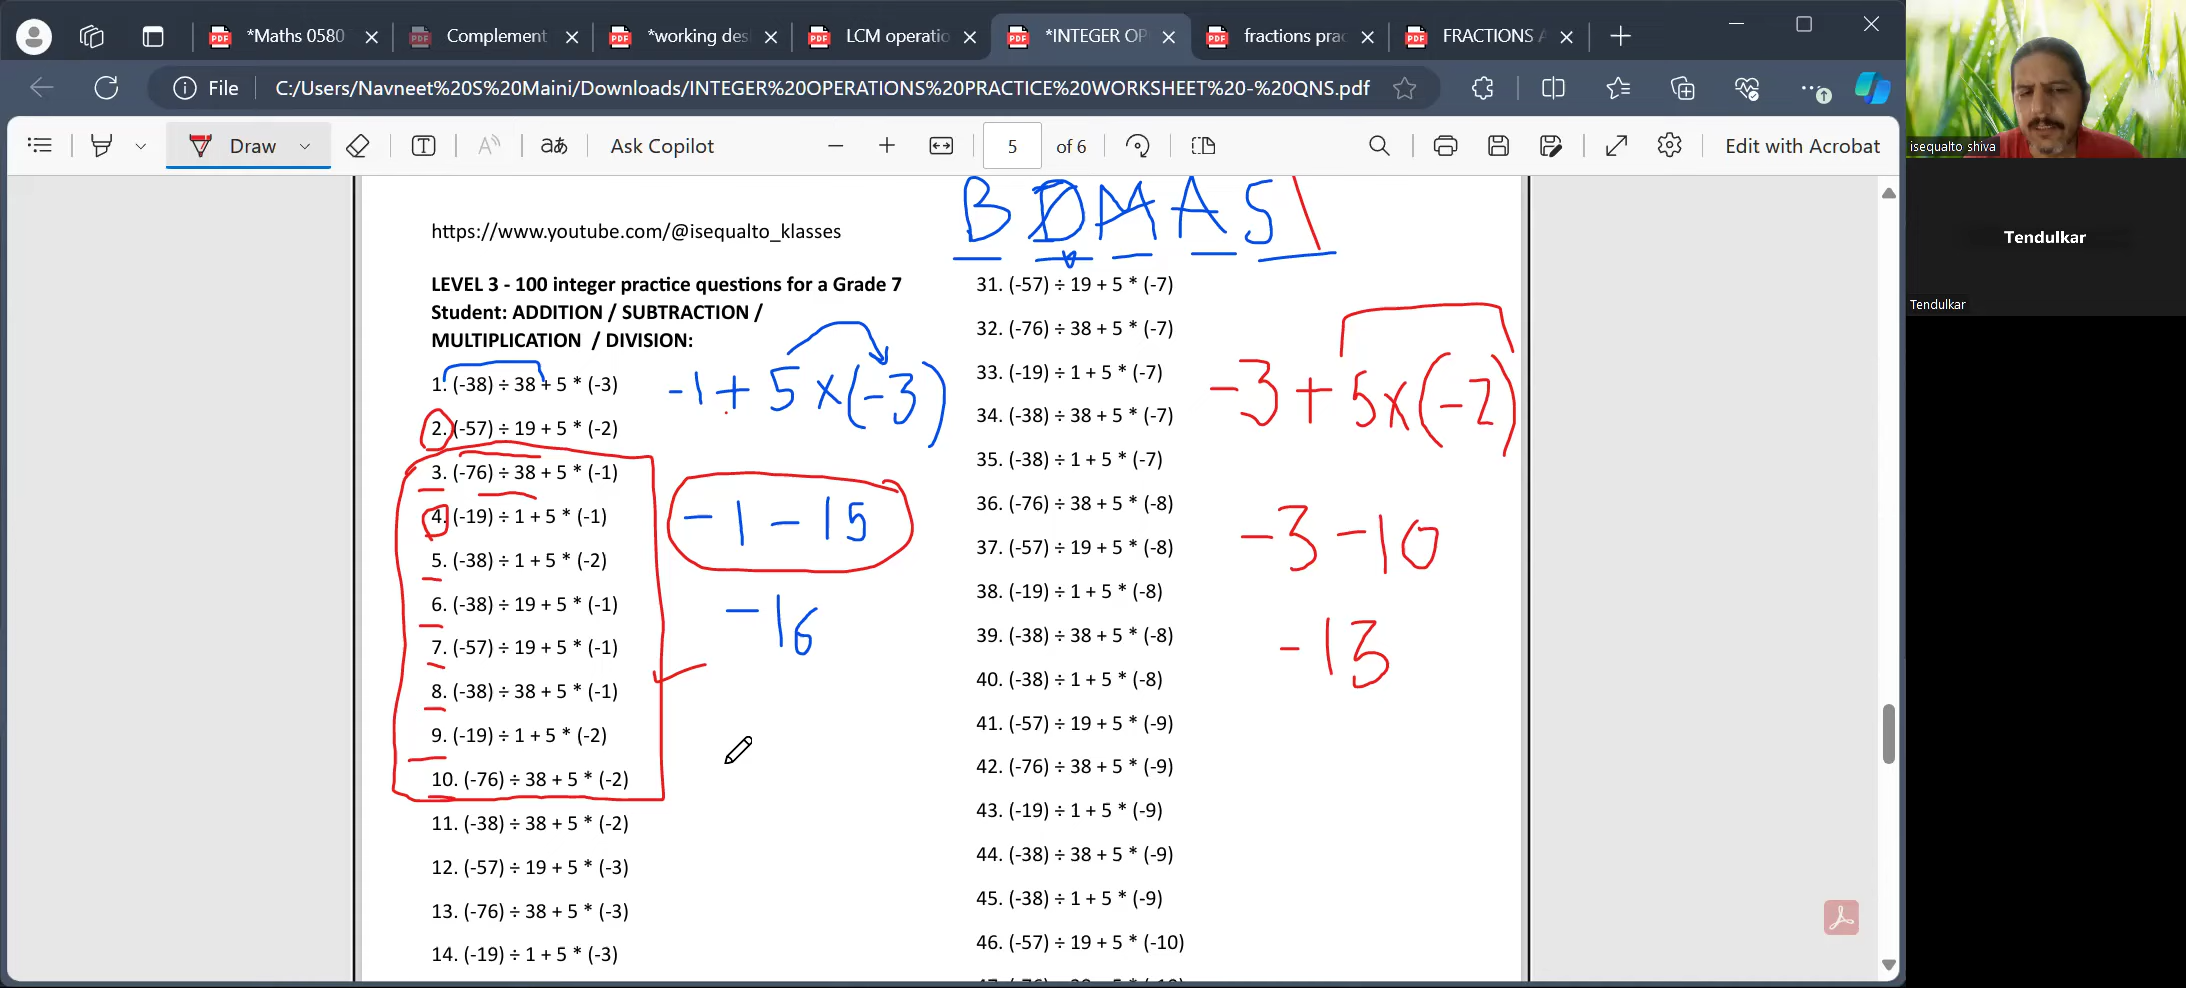 *Maths 0580
Complement
*working des
LCM operatio
*INTEGER OP
fractions prac
FRACTIONS A
File
C:/Users/Navneet%20S%20Maini/Downloads/INTEGER%20OPERATIONS%20PRACTICE%20WORKSHEET%20-%20QNS.pdf
Draw
Ask Copilot
5 of 6
Edit with Acrobat
isequalto shiva
Tendulkar
Tendulkar
B D M A S
https://www.youtube.com/@isequalto_klasses
LEVEL 3 - 100 integer practice questions for a Grade 7
Student: ADDITION / SUBTRACTION /
MULTIPLICATION / DIVISION:
1. (-38) ÷ 38 + 5 * (-3)
2. (-57) ÷ 19 + 5 * (-2)
3. (-76) ÷ 38 + 5 * (-1)
4. (-19) ÷ 1 + 5 * (-1)
5. (-38) ÷ 1 + 5 * (-2)
6. (-38) ÷ 19 + 5 * (-1)
7. (-57) ÷ 19 + 5 * (-1)
8. (-38) ÷ 38 + 5 * (-1)
9. (-19) ÷ 1 + 5 * (-2)
10. (-76) ÷ 38 + 5 * (-2)
11. (-38) ÷ 38 + 5 * (-2)
12. (-57) ÷ 19 + 5 * (-3)
13. (-76) ÷ 38 + 5 * (-3)
14. (-19) ÷ 1 + 5 * (-3)
-1 + 5 × (-3)
-1 - 15
-16
31. (-57) ÷ 19 + 5 * (-7)
32. (-76) ÷ 38 + 5 * (-7)
33. (-19) ÷ 1 + 5 * (-7)
34. (-38) ÷ 38 + 5 * (-7)
35. (-38) ÷ 1 + 5 * (-7)
36. (-76) ÷ 38 + 5 * (-8)
37. (-57) ÷ 19 + 5 * (-8)
38. (-19) ÷ 1 + 5 * (-8)
39. (-38) ÷ 38 + 5 * (-8)
40. (-38) ÷ 1 + 5 * (-8)
41. (-57) ÷ 19 + 5 * (-9)
42. (-76) ÷ 38 + 5 * (-9)
43. (-19) ÷ 1 + 5 * (-9)
44. (-38) ÷ 38 + 5 * (-9)
45. (-38) ÷ 1 + 5 * (-9)
46. (-57) ÷ 19 + 5 * (-10)
-3 + 5 × (-2)
-3 - 10
-13